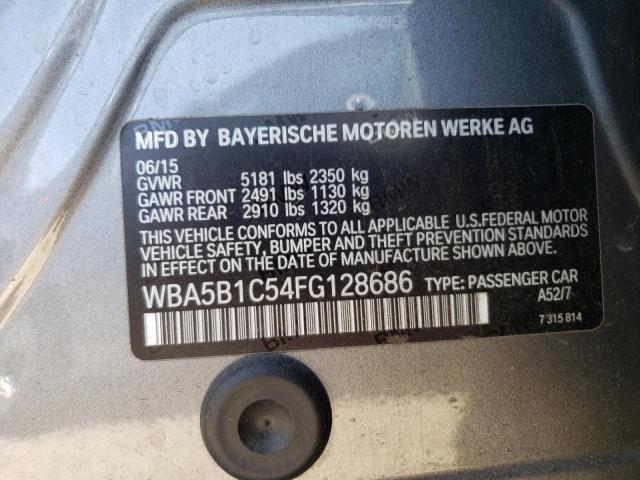 MFD BY BAYERISCHE MOTOREN WERKE AG
06/15
GVWR 5181 lbs 2350 kg
GAWR FRONT 2491 lbs 1130 kg
GAWR REAR 2910 lbs 1320 kg
THIS VEHICLE CONFORMS TO ALL APPLICABLE U.S.FEDERAL MOTOR
VEHICLE SAFETY, BUMPER AND THEFT PREVENTION STANDARDS
IN EFFECT ON THE DATE OF MANUFACTURE SHOWN ABOVE.
WBA5B1C54FG128686 TYPE: PASSENGER CAR
A52/7
7 315 814